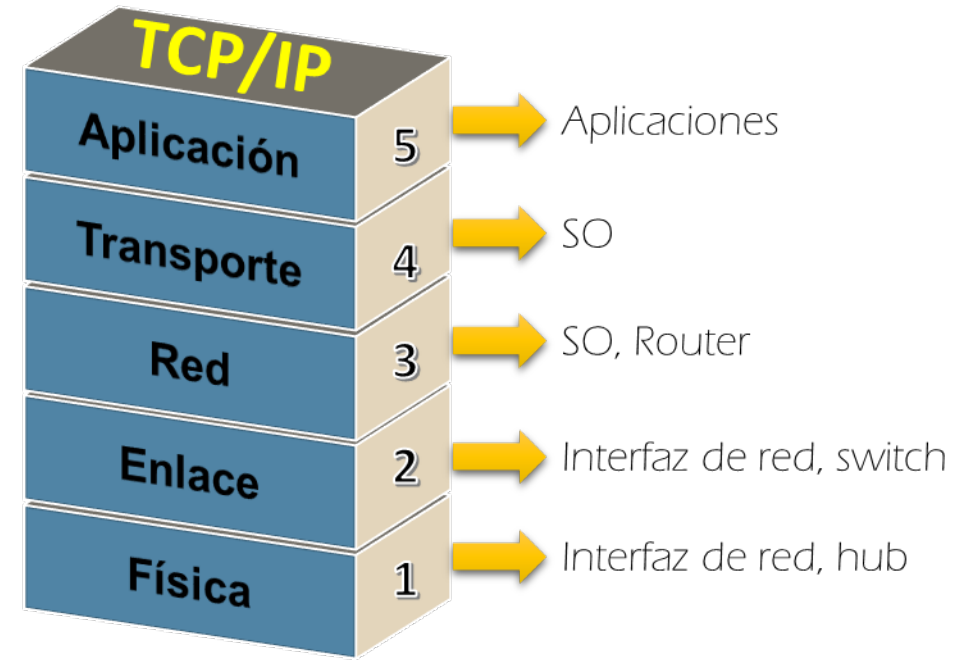 TCP/IP
Aplicación 5 Aplicaciones
Transporte 4 SO
Red 3 SO, Router
Enlace 2 Interfaz de red, switch
Física 1 Interfaz de red, hub